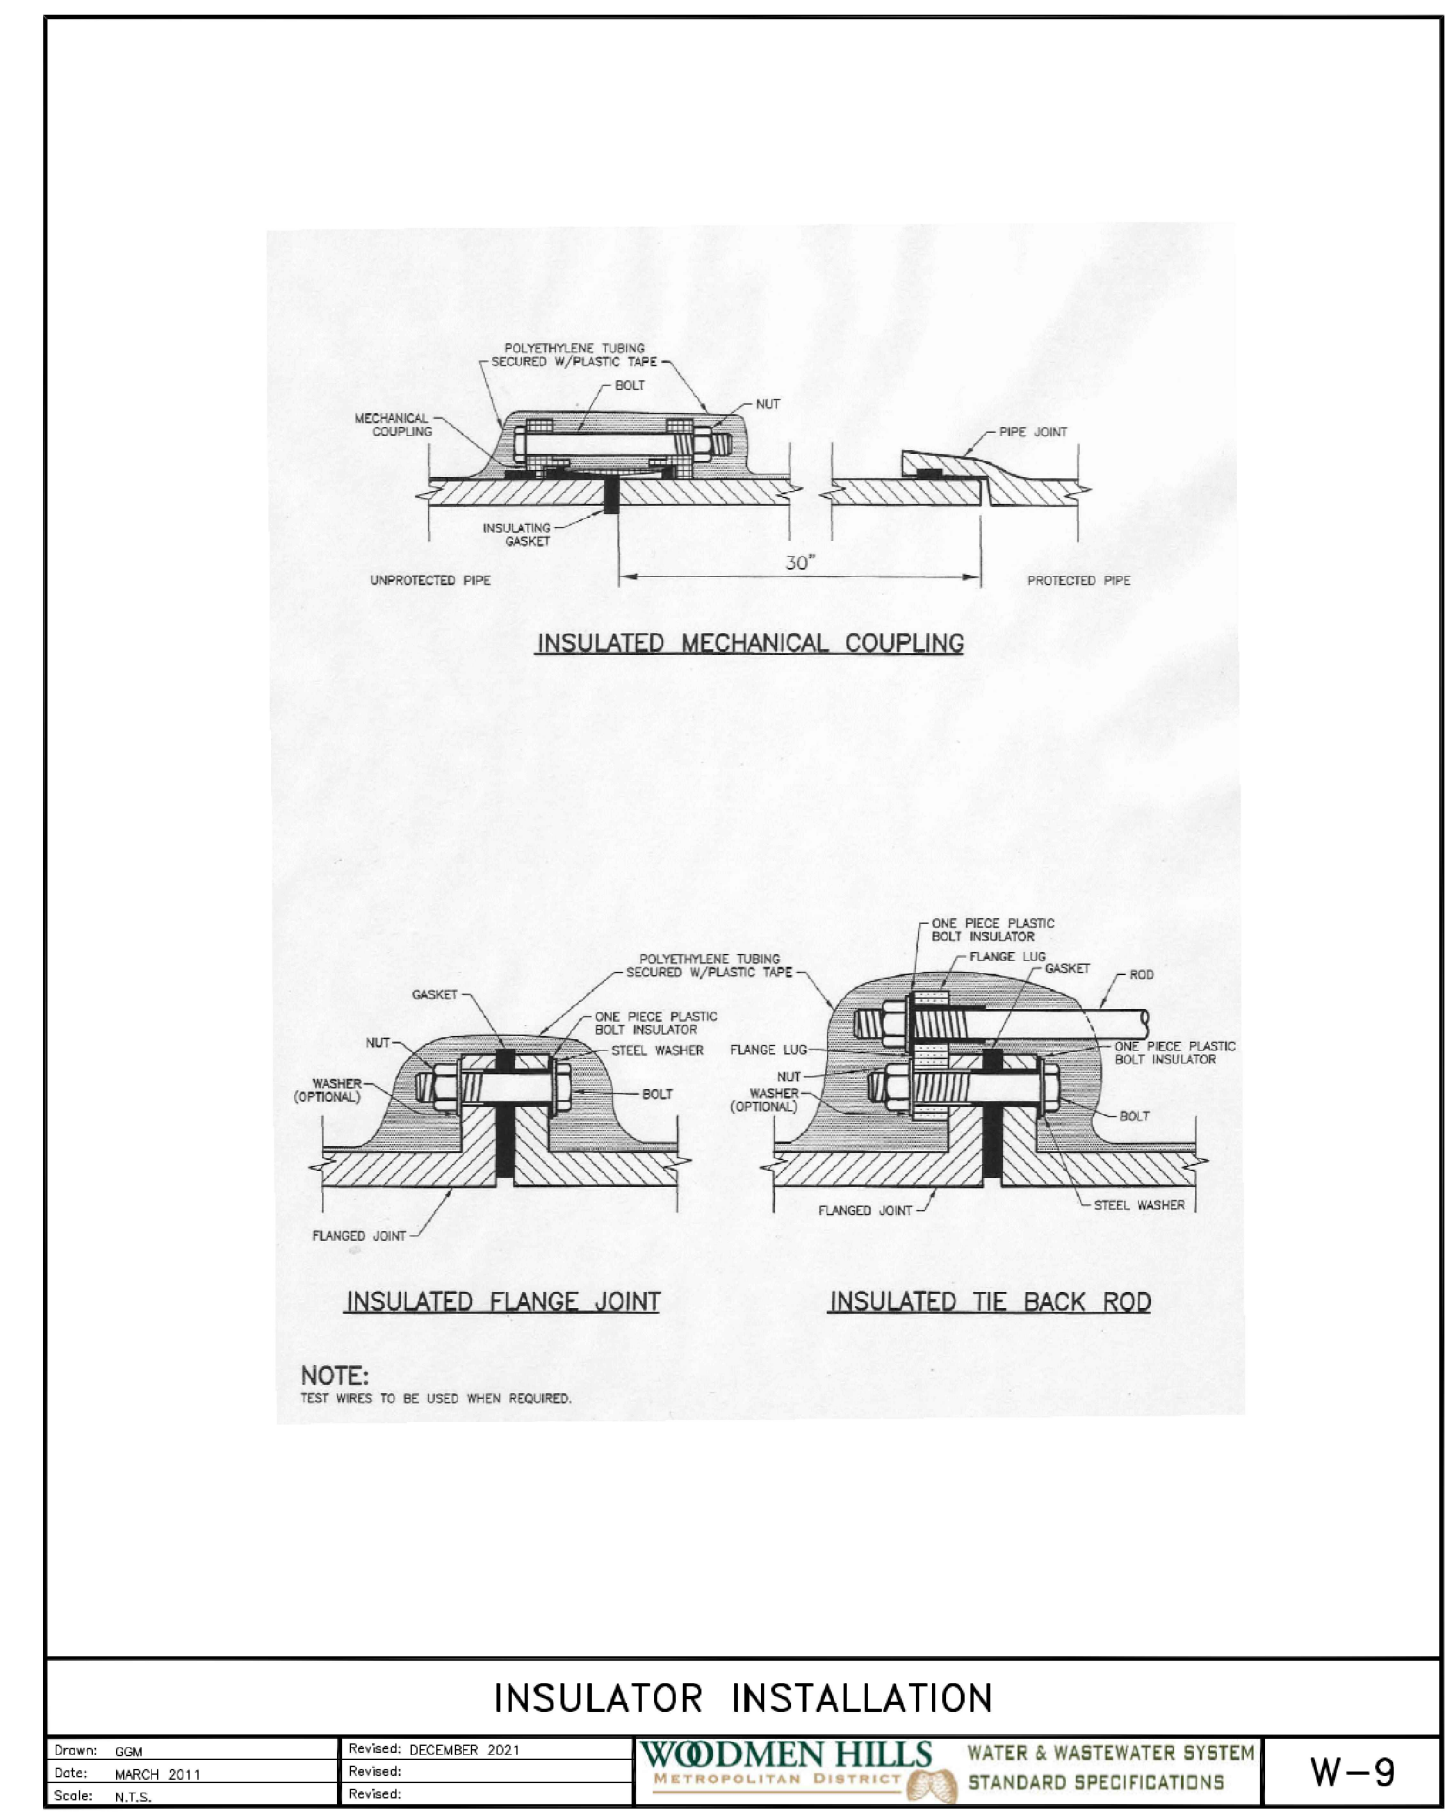 POLYETHYLENE TUBING
SECURED W/PLASTIC TAPE
BOLT
NUT
MECHANICAL
COUPLING
PIPE JOINT
INSULATING
GASKET
30"
UNPROTECTED PIPE
PROTECTED PIPE
INSULATED MECHANICAL COUPLING
POLYETHYLENE TUBING
SECURED W/PLASTIC TAPE
GASKET
ONE PIECE PLASTIC
BOLT INSULATOR
NUT
STEEL WASHER
WASHER
(OPTIONAL)
BOLT
FLANGED JOINT
INSULATED FLANGE JOINT
ONE PIECE PLASTIC
BOLT INSULATOR
FLANGE LUG
GASKET
ROD
FLANGE LUG
ONE PIECE PLASTIC
BOLT INSULATOR
NUT
WASHER
(OPTIONAL)
BOLT
STEEL WASHER
FLANGED JOINT
INSULATED TIE BACK ROD
NOTE:
TEST WIRES TO BE USED WHEN REQUIRED.
INSULATOR INSTALLATION
Drawn: GGM
Date: MARCH 2011
Scale: N.T.S.
Revised: DECEMBER 2021
Revised:
Revised:
WOODMEN HILLS
METROPOLITAN DISTRICT
WATER & WASTEWATER SYSTEM
STANDARD SPECIFICATIONS
W-9